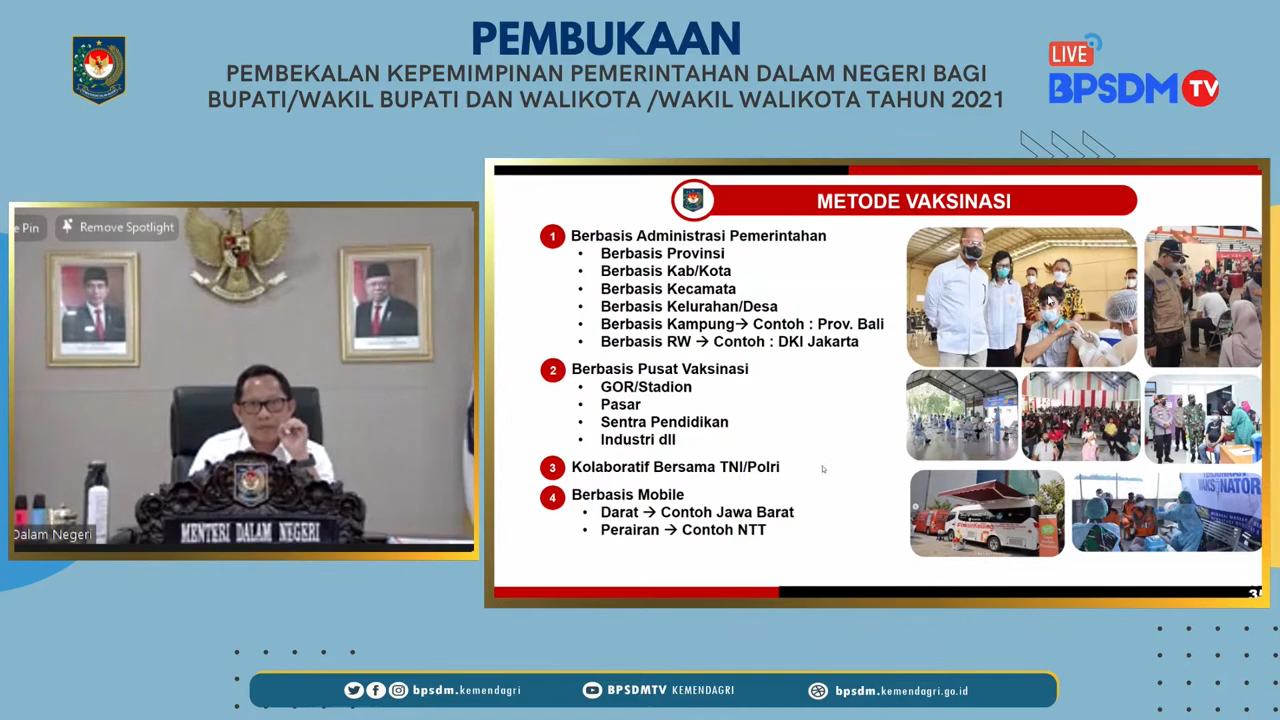 PEMBUKAAN
PEMBEKALAN KEPEMIMPINAN PEMERINTAHAN DALAM NEGERI BAGI
BUPATI/WAKIL BUPATI DAN WALIKOTA /WAKIL WALIKOTA TAHUN 2021
LIVE
BPSDM TV
e Pin
Remove Spotlight
MENTERI DALAM NEGERI
Dalam Negeri
METODE VAKSINASI
1 Berbasis Administrasi Pemerintahan
• Berbasis Provinsi
• Berbasis Kab/Kota
• Berbasis Kecamata
• Berbasis Kelurahan/Desa
• Berbasis Kampung→ Contoh : Prov. Bali
• Berbasis RW → Contoh : DKI Jakarta
2 Berbasis Pusat Vaksinasi
• GOR/Stadion
• Pasar
• Sentra Pendidikan
• Industri dll
3 Kolaboratif Bersama TNI/Polri
4 Berbasis Mobile
• Darat → Contoh Jawa Barat
• Perairan → Contoh NTT
VAKSINATOR
bpsdm.kemendagri
BPSDMTV KEMENDAGRI
bpsdm.kemendagri.go.id